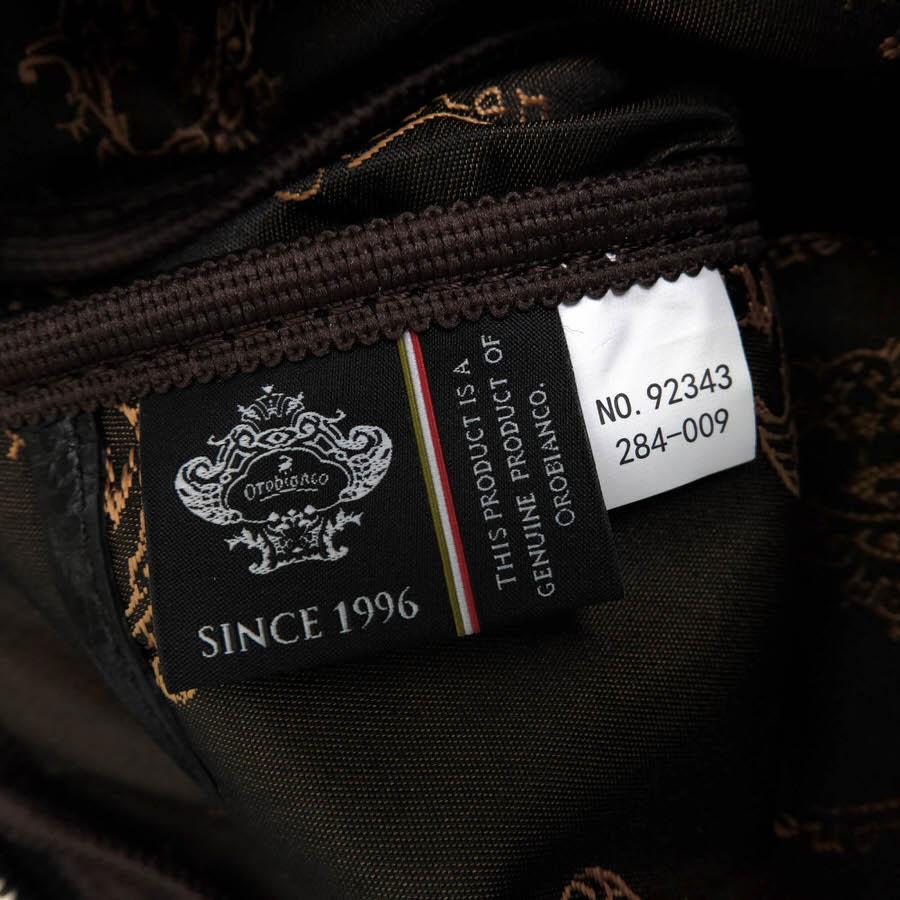 Orobianco
SINCE 1996
THIS PRODUCT IS A
GENUINE PRODUCT OF
OROBIANCO.
NO. 92343
284-009